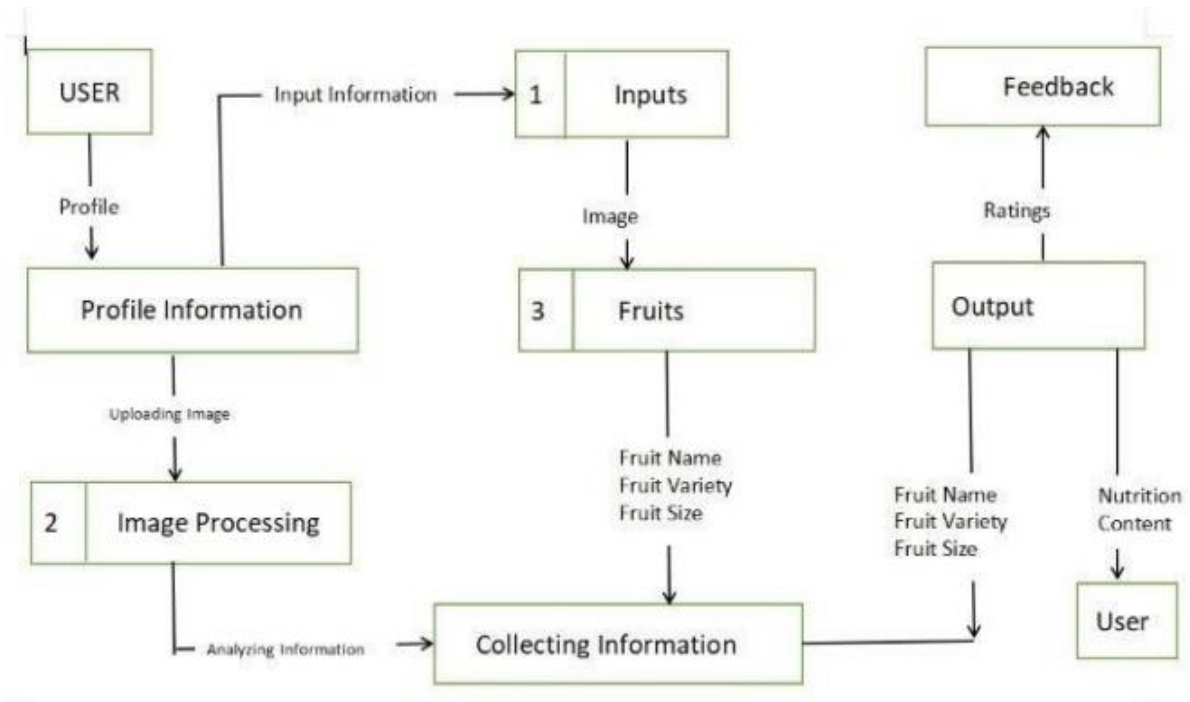 USER
Input Information
1
Inputs
Feedback
Profile
Image
Ratings
Profile Information
3
Fruits
Output
Uploading Image
Fruit Name
Fruit Variety
Fruit Size
2
Image Processing
Fruit Name
Fruit Variety
Fruit Size
Nutrition
Content
Analyzing Information
Collecting Information
User